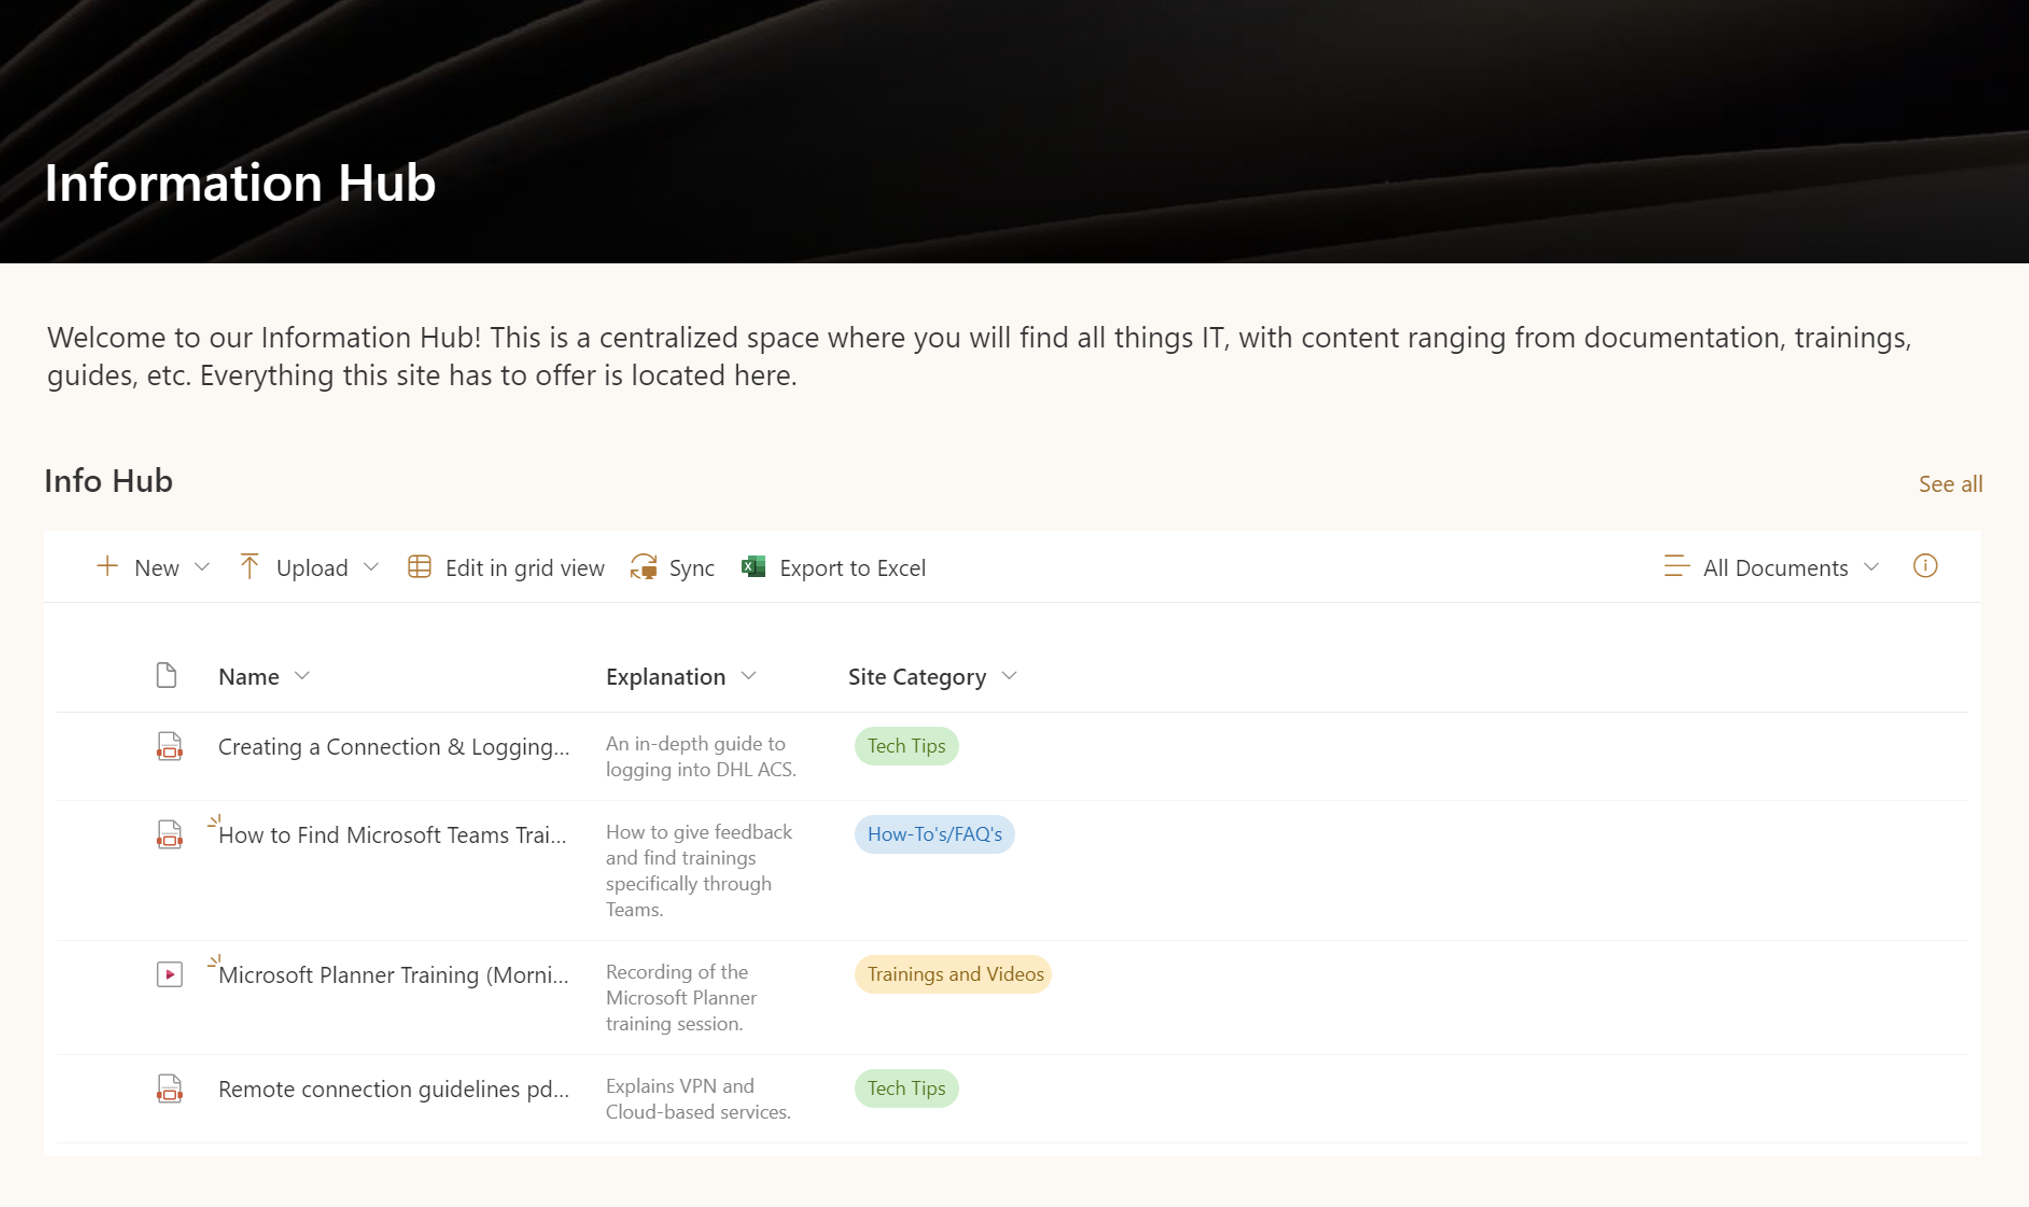 Information Hub
Welcome to our Information Hub! This is a centralized space where you will find all things IT, with content ranging from documentation, trainings,
guides, etc. Everything this site has to offer is located here.
Info Hub
See all
New
Upload
Edit in grid view
Sync
Export to Excel
All Documents
Name
Explanation
Site Category
Creating a Connection & Logging...
An in-depth guide to
logging into DHL ACS.
Tech Tips
How to Find Microsoft Teams Trai...
How to give feedback
and find trainings
specifically through
Teams.
How-To's/FAQ's
Microsoft Planner Training (Morni...
Recording of the
Microsoft Planner
training session.
Trainings and Videos
Remote connection guidelines pd...
Explains VPN and
Cloud-based services.
Tech Tips